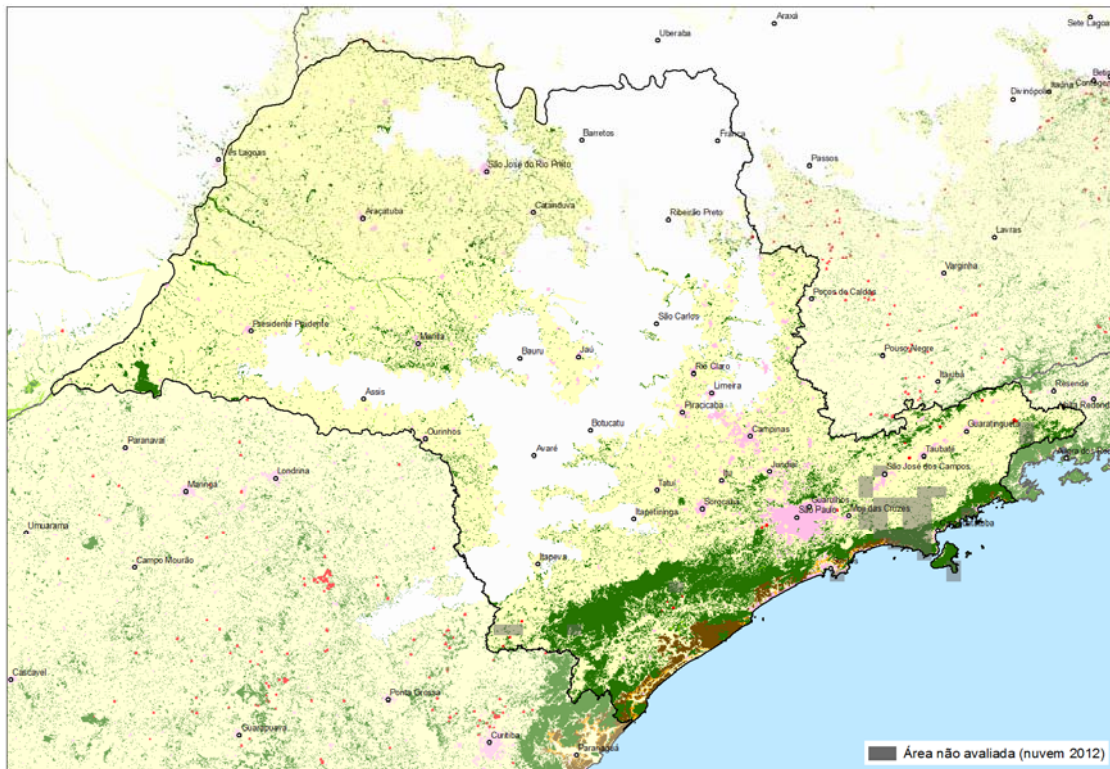 Araxá
Sete Lagoa
Uberaba
Betim
Contagem
Itaúna
Divinópolis
Barretos
Franca
Passos
Três Lagoas
São José do Rio Preto
Catanduva
Araçatuba
Ribeirão Preto
Lavras
Varginha
Poços de Caldas
Presidente Prudente
Marília
São Carlos
Bauru
Jaú
Pouso Alegre
Rio Claro
Itajubá
Resende
Limeira
Assis
Piracicaba
Volta Redonda
Botucatu
Campinas
Guaratinguetá
Ourinhos
Paranavaí
Avaré
Taubaté
Jundiaí
São José dos Campos
Londrina
Itu
Tatuí
Maringá
Sorocaba
Guarulhos
São Paulo
Moji das Cruzes
Itapetininga
Umuarama
Campo Mourão
Itapeva
Cascavel
Ponta Grossa
Guarapuava
Curitiba
Paranaguá
Área não avaliada (nuvem 2012)